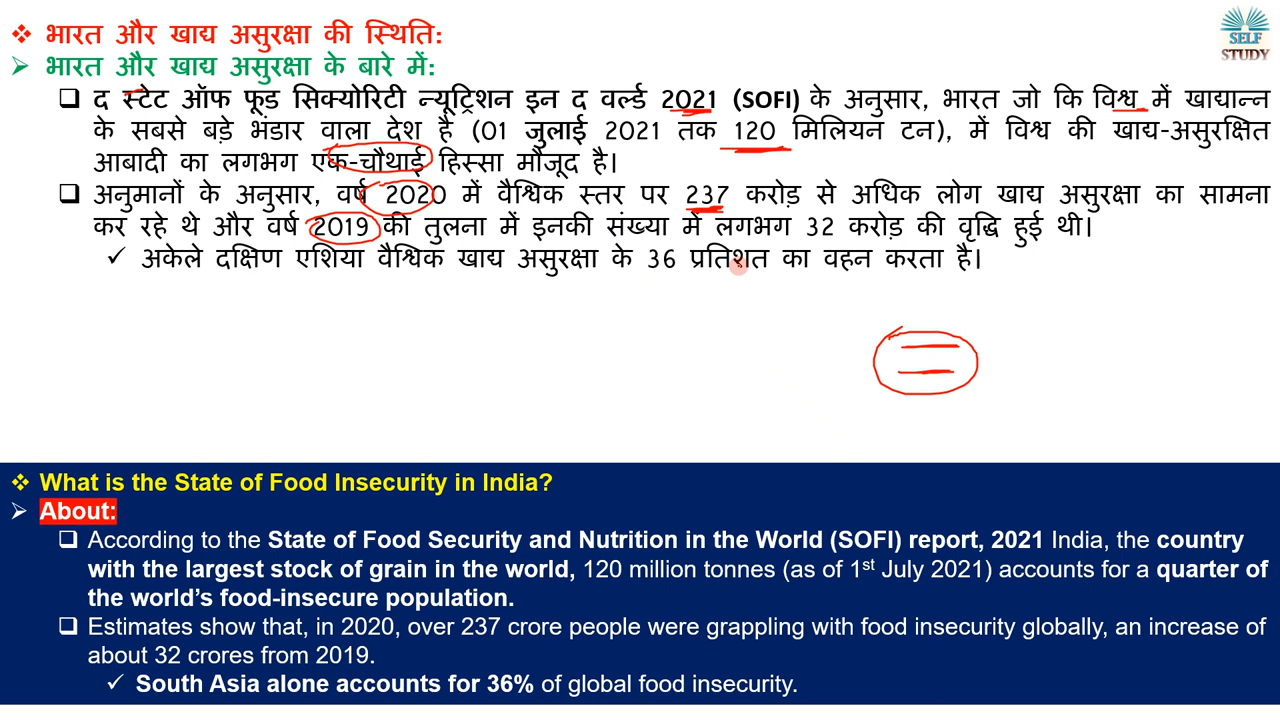 ❖ भारत और खाद्य असुरक्षा की स्थिति:
SELF
STUDY
➢ भारत और खाद्य असुरक्षा के बारे में:
❑ द स्टेट ऑफ फूड सिक्योरिटी न्यूट्रिशन इन द वर्ल्ड 2021 (SOFI) के अनुसार, भारत जो कि विश्व में खाद्यान्न
के सबसे बड़े भंडार वाला देश है (01 जुलाई 2021 तक 120 मिलियन टन), में विश्व की खाद्य-असुरक्षित
आबादी का लगभग एक-चौथाई हिस्सा मौजूद है।
❑ अनुमानों के अनुसार, वर्ष 2020 में वैश्विक स्तर पर 237 करोड़ से अधिक लोग खाद्य असुरक्षा का सामना
कर रहे थे और वर्ष 2019 की तुलना में इनकी संख्या में लगभग 32 करोड़ की वृद्धि हुई थी।
✓ अकेले दक्षिण एशिया वैश्विक खाद्य असुरक्षा के 36 प्रतिशत का वहन करता है।
❖ What is the State of Food Insecurity in India?
➢ About:
❑ According to the State of Food Security and Nutrition in the World (SOFI) report, 2021 India, the country
with the largest stock of grain in the world, 120 million tonnes (as of 1st July 2021) accounts for a quarter of
the world's food-insecure population.
❑ Estimates show that, in 2020, over 237 crore people were grappling with food insecurity globally, an increase of
about 32 crores from 2019.
✓ South Asia alone accounts for 36% of global food insecurity.